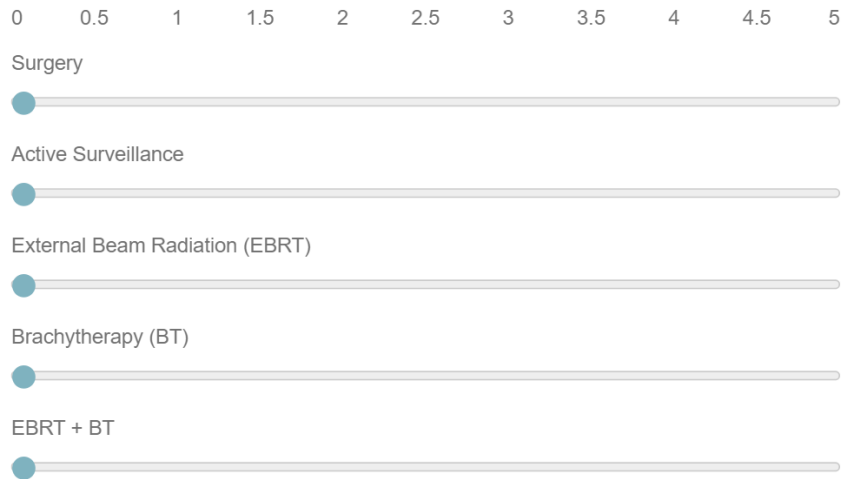 0 0.5 1 1.5 2 2.5 3 3.5 4 4.5 5
Surgery
Active Surveillance
External Beam Radiation (EBRT)
Brachytherapy (BT)
EBRT + BT